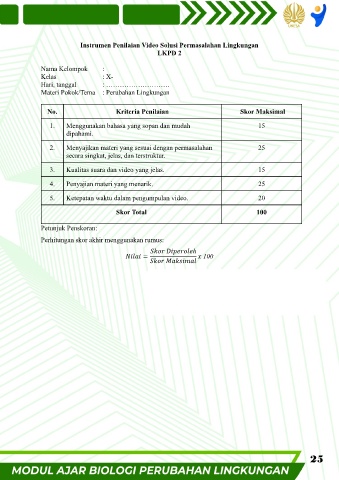 Instrumen Penilaian Video Solusi Permasalahan Lingkungan
LKPD 2
Nama Kelompok :
Kelas : X-
Hari, tanggal : ..............................
Materi Pokok/Tema : Perubahan Lingkungan
No. Kriteria Penilaian Skor Maksimal
1. Menggunakan bahasa yang sopan dan mudah 15
dipahami.
2. Menyajikan materi yang sesuai dengan permasalahan 25
secara singkat, jelas, dan terstruktur.
3. Kualitas suara dan video yang jelas. 15
4. Penyajian materi yang menarik. 25
5. Ketepatan waktu dalam pengumpulan video. 20
Skor Total 100
Petunjuk Penskoran:
Perhitungan skor akhir menggunakan rumus:
Nilai = Skor Diperoleh / Skor Maksimal x 100
25
MODUL AJAR BIOLOGI PERUBAHAN LINGKUNGAN